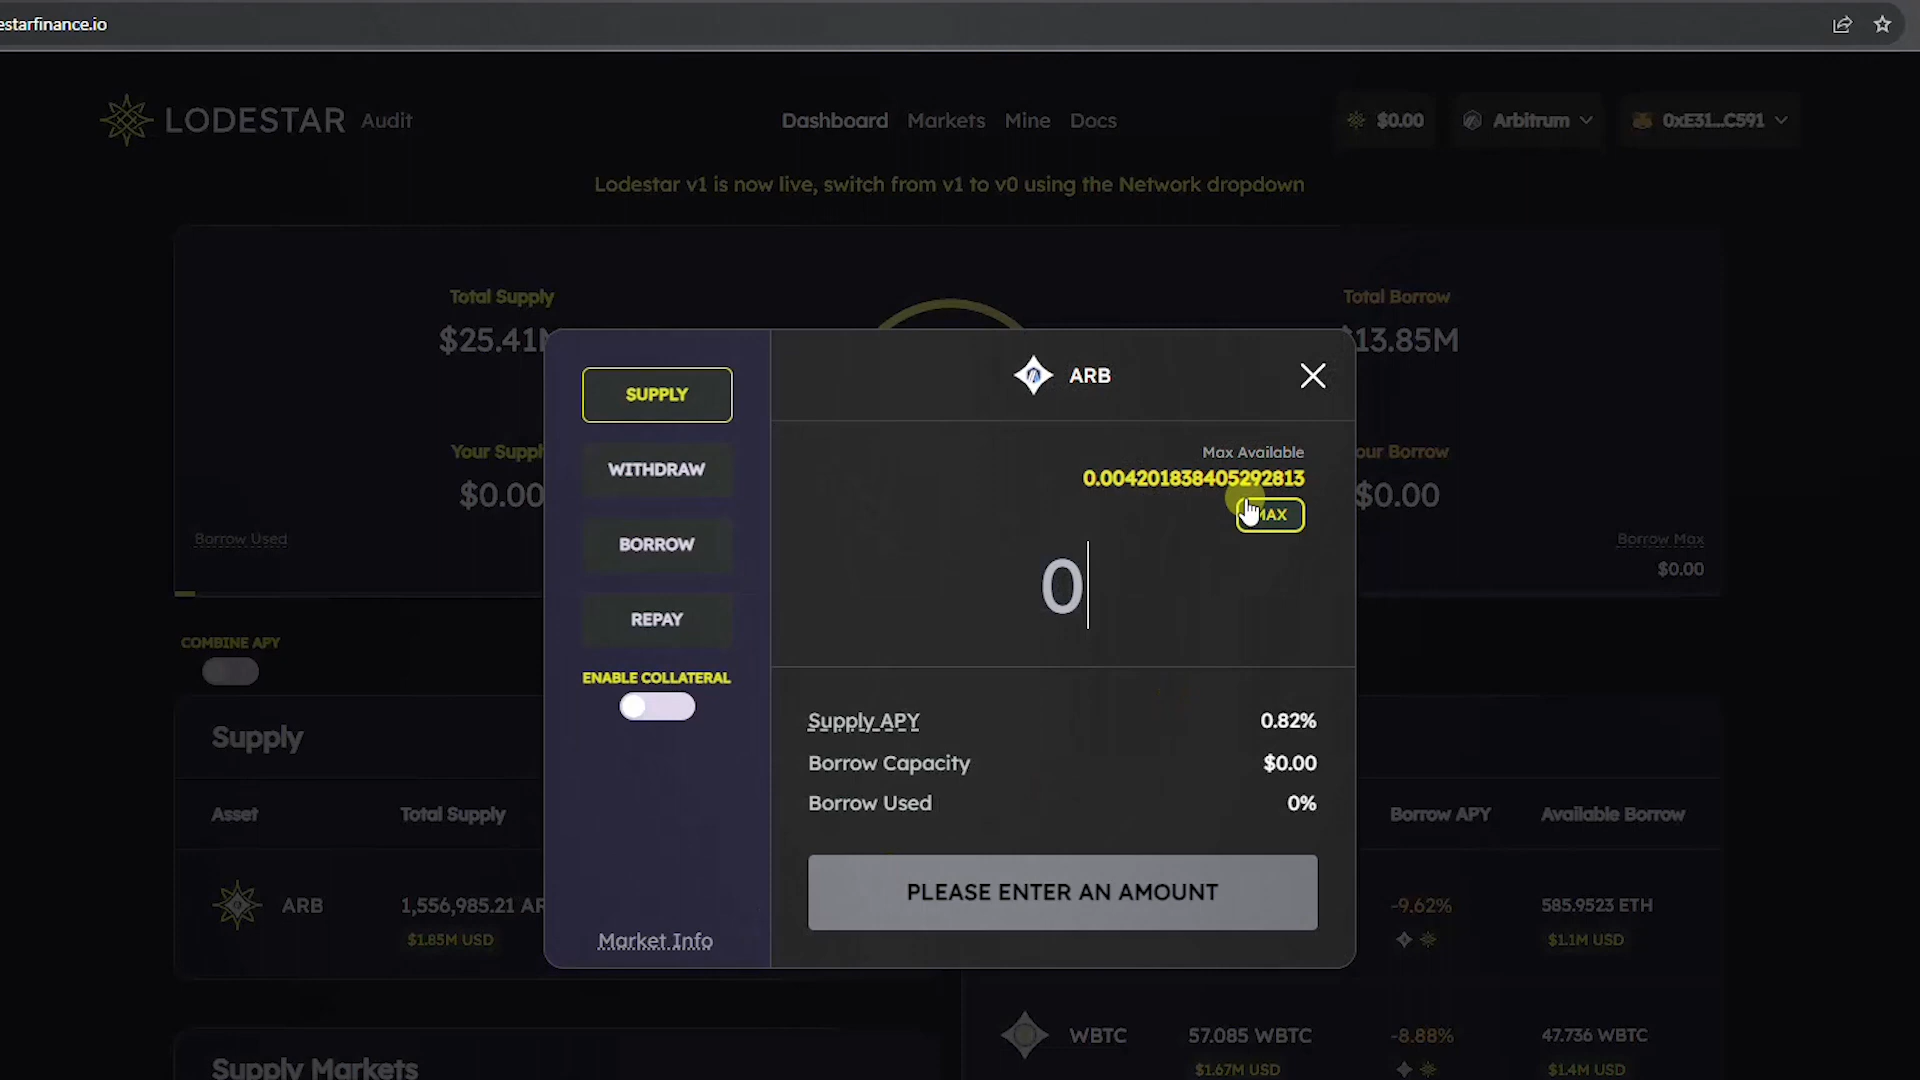 estarfinance.io
LODESTAR Audit
Dashboard Markets Mine Docs
$0.00
Arbitrum
0xE31...C591
Lodestar v1 is now live, switch from v1 to v0 using the Network dropdown
Total Supply
$25.41
Total Borrow
$13.85M
Your Suppl
$0.00
our Borrow
$0.00
Borrow Used
Borrow Max
$0.00
SUPPLY
WITHDRAW
BORROW
REPAY
ENABLE COLLATERAL
Market Info
ARB
Max Available
0.004201838405292813
MAX
0
Supply APY 0.82%
Borrow Capacity $0.00
Borrow Used 0%
PLEASE ENTER AN AMOUNT
COMBINE APY
Supply
Asset Total Supply
ARB 1,556,985.21 AR
$1.85M USD
Supply Markets
Borrow APY Available Borrow
-9.62% 585.9523 ETH
$1.1M USD
WBTC 57.085 WBTC -8.88% 47.736 WBTC
$1.67M USD $1.4M USD